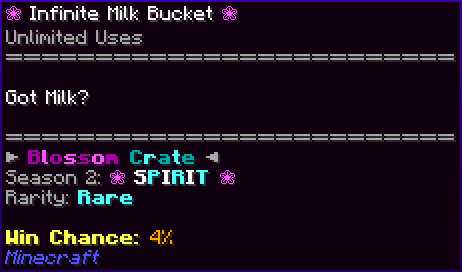 ❀ Infinite Milk Bucket ❀
Unlimited Uses
================================
Got Milk?
================================
► Blossom Crate ◄
Season 2: ❀ SPIRIT ❀
Rarity: Rare
Win Chance: 4%
Minecraft